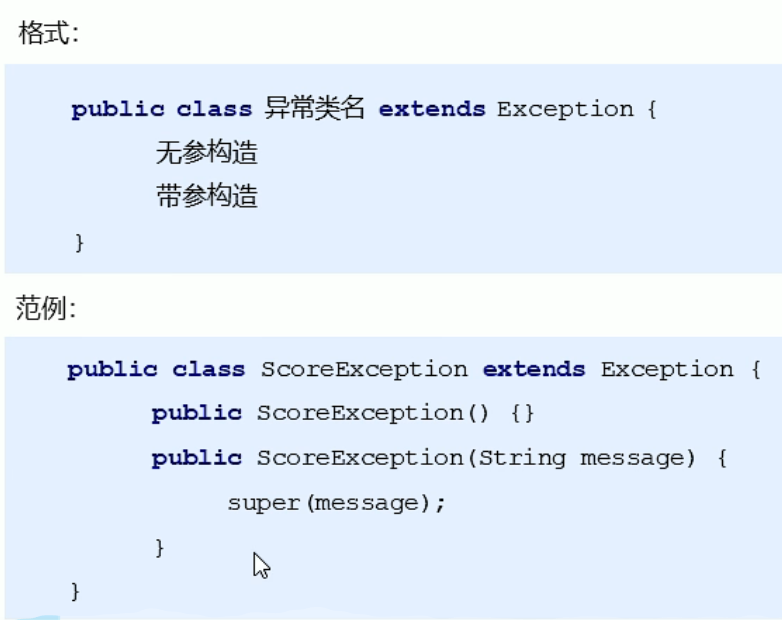 格式:
public class 异常类名 extends Exception {
无参构造
带参构造
}
范例:
public class ScoreException extends Exception {
public ScoreException() {}
public ScoreException(String message) {
super(message);
}
}